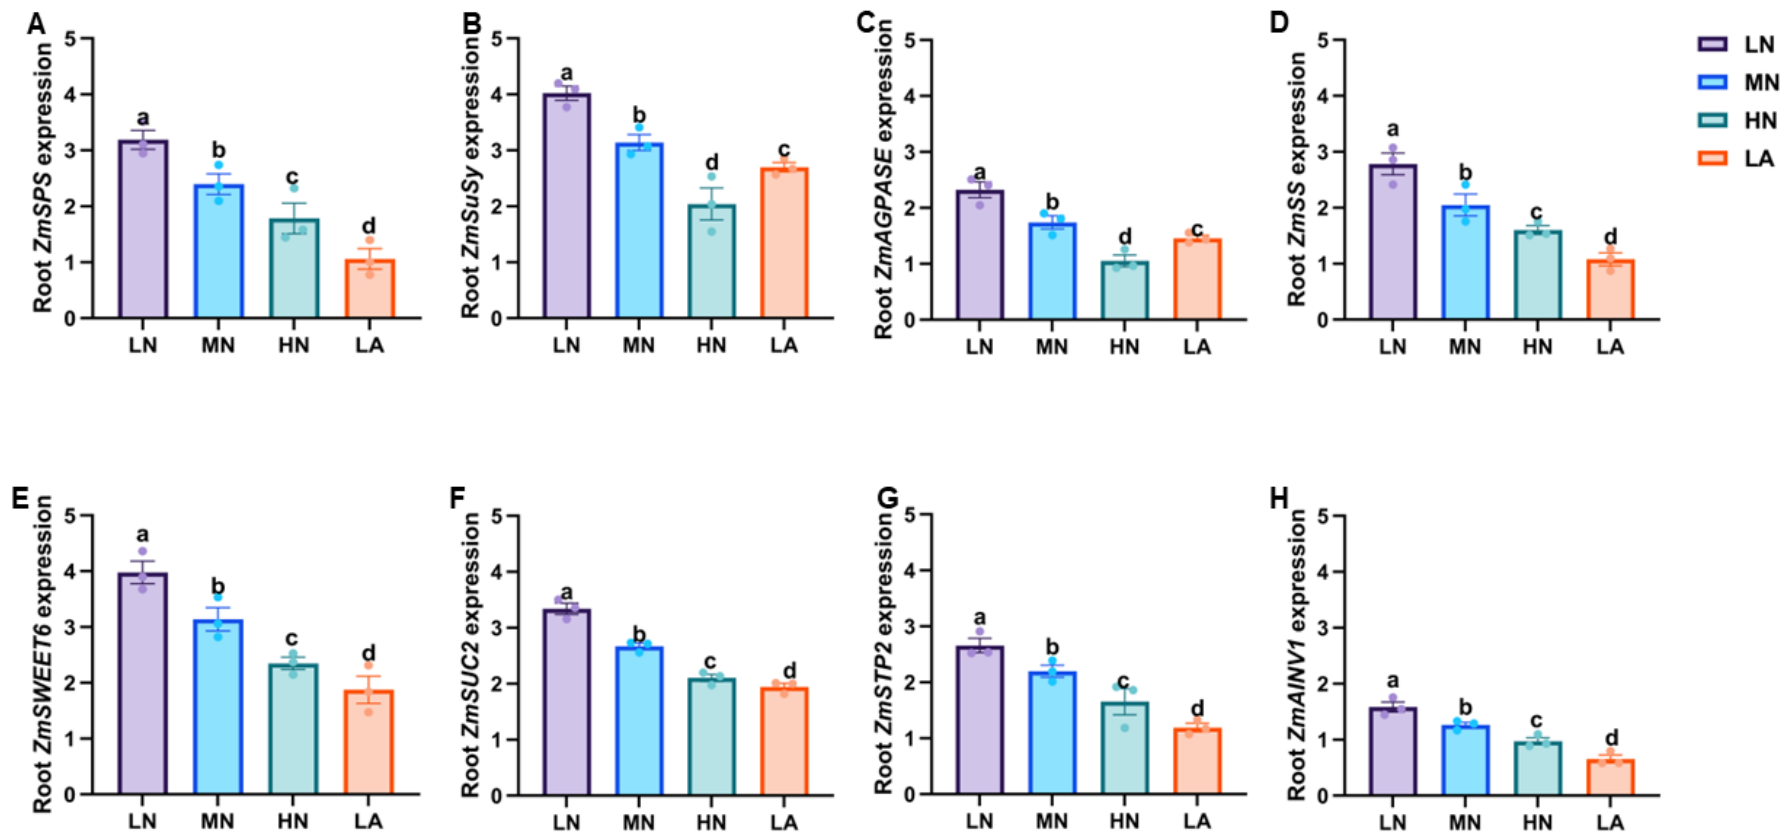 A
Root ZmSPS expression
5
4
3
2
1
0
a
b
c
d
LN MN HN LA
B
Root ZmSuSy expression
5
4
3
2
1
0
a
b
d
c
LN MN HN LA
C
Root ZmAGPASE expression
5
4
3
2
1
0
a
b
d
c
LN MN HN LA
D
Root ZmSS expression
5
4
3
2
1
0
a
b
c
d
LN MN HN LA
LN
MN
HN
LA
E
Root ZmSWEET6 expression
5
4
3
2
1
0
a
b
c
d
LN MN HN LA
F
Root ZmSUC2 expression
5
4
3
2
1
0
a
b
c
d
LN MN HN LA
G
Root ZmSTP2 expression
5
4
3
2
1
0
a
b
c
d
LN MN HN LA
H
Root ZmAINV1 expression
5
4
3
2
1
0
a
b
c
d
LN MN HN LA